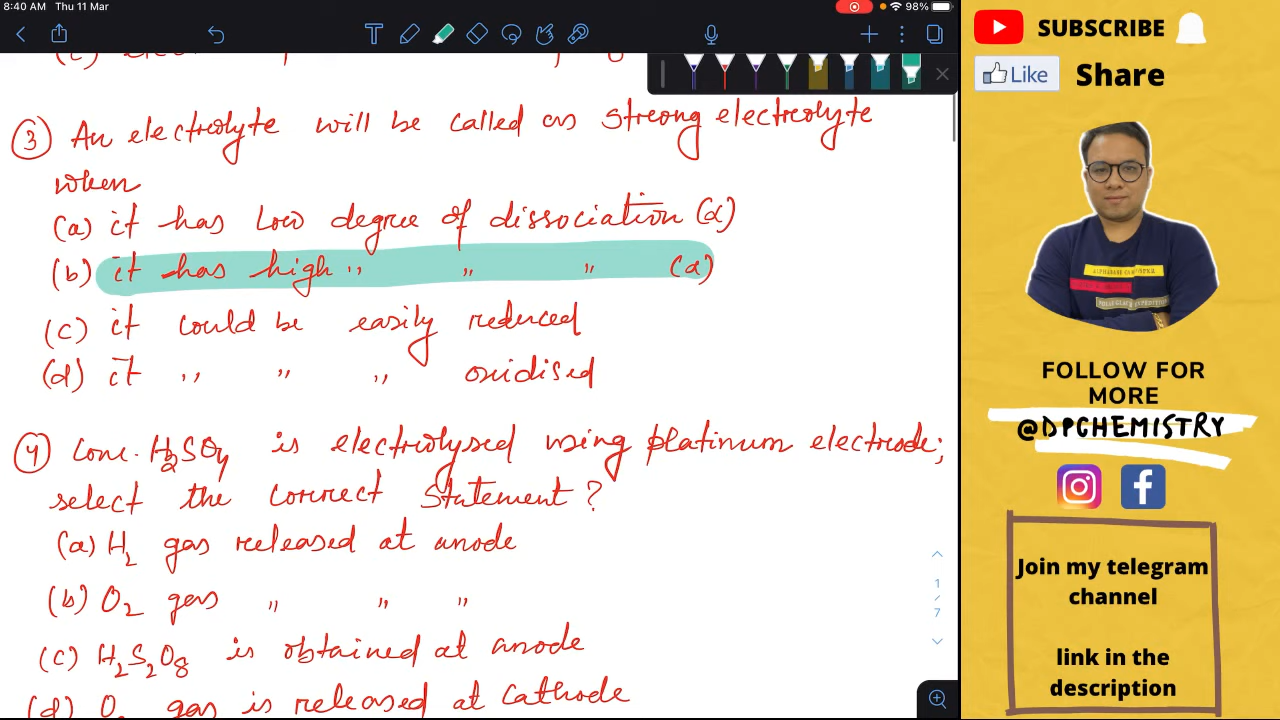 8:40 AM Thu 11 Mar
98%
(3) An electrolyte will be called as strong electrolyte
when
(a) it has low degree of dissociation (α)
(b) it has high " " " (α)
(c) it could be easily reduced
(d) it " " " oxidised
(4) Conc. H₂SO₄ is electrolysed using platinum electrode;
select the correct statement?
(a) H₂ gas released at anode
(b) O₂ gas " " "
(c) H₂S₂O₈ is obtained at anode
(d) O₂ gas is released at cathode
1
/
7
SUBSCRIBE
Like
Share
FOLLOW FOR
MORE
@DPCHEMISTRY
Join my telegram
channel
link in the
description